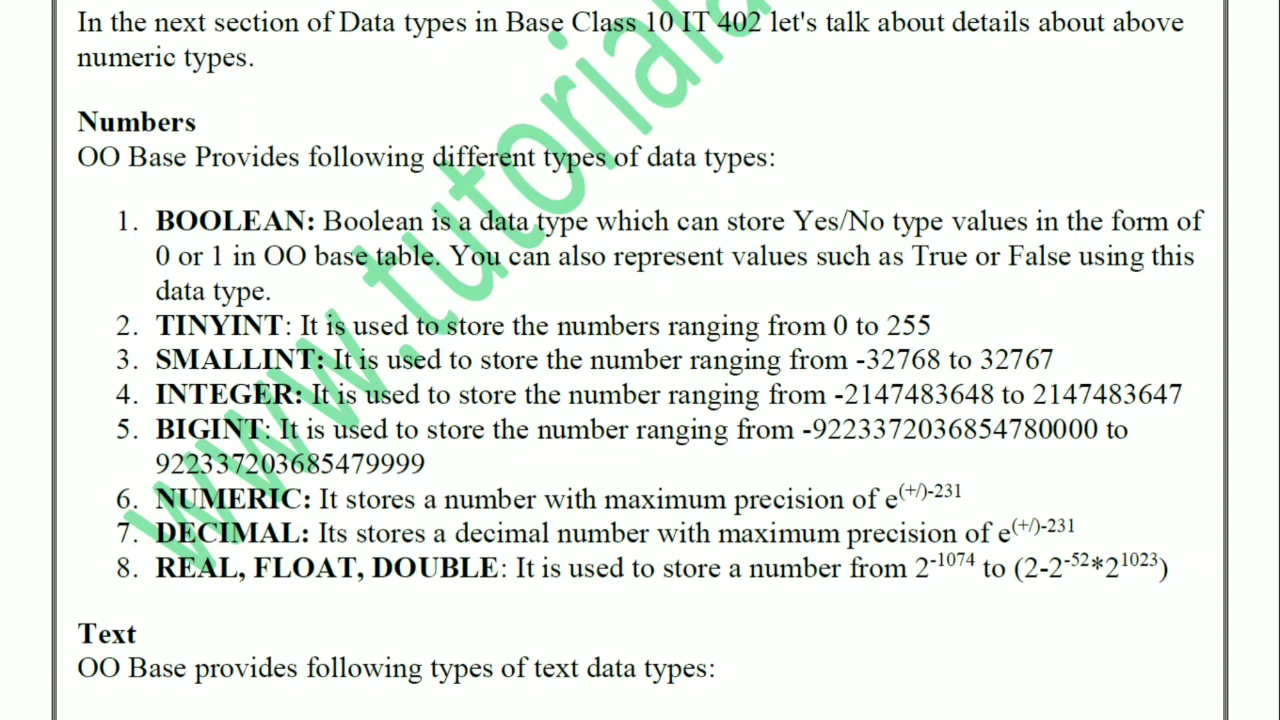 In the next section of Data types in Base Class 10 IT 402 let's talk about details about above
numeric types.
Numbers
OO Base Provides following different types of data types:
1. BOOLEAN: Boolean is a data type which can store Yes/No type values in the form of
0 or 1 in OO base table. You can also represent values such as True or False using this
data type.
2. TINYINT: It is used to store the numbers ranging from 0 to 255
3. SMALLINT: It is used to store the number ranging from -32768 to 32767
4. INTEGER: It is used to store the number ranging from -2147483648 to 2147483647
5. BIGINT: It is used to store the number ranging from -9223372036854780000 to
922337203685479999
6. NUMERIC: It stores a number with maximum precision of e(+/)-231
7. DECIMAL: Its stores a decimal number with maximum precision of e(+/)-231
8. REAL, FLOAT, DOUBLE: It is used to store a number from 2-1074 to (2-2-52*21023)
Text
OO Base provides following types of text data types:
www.tutoriala